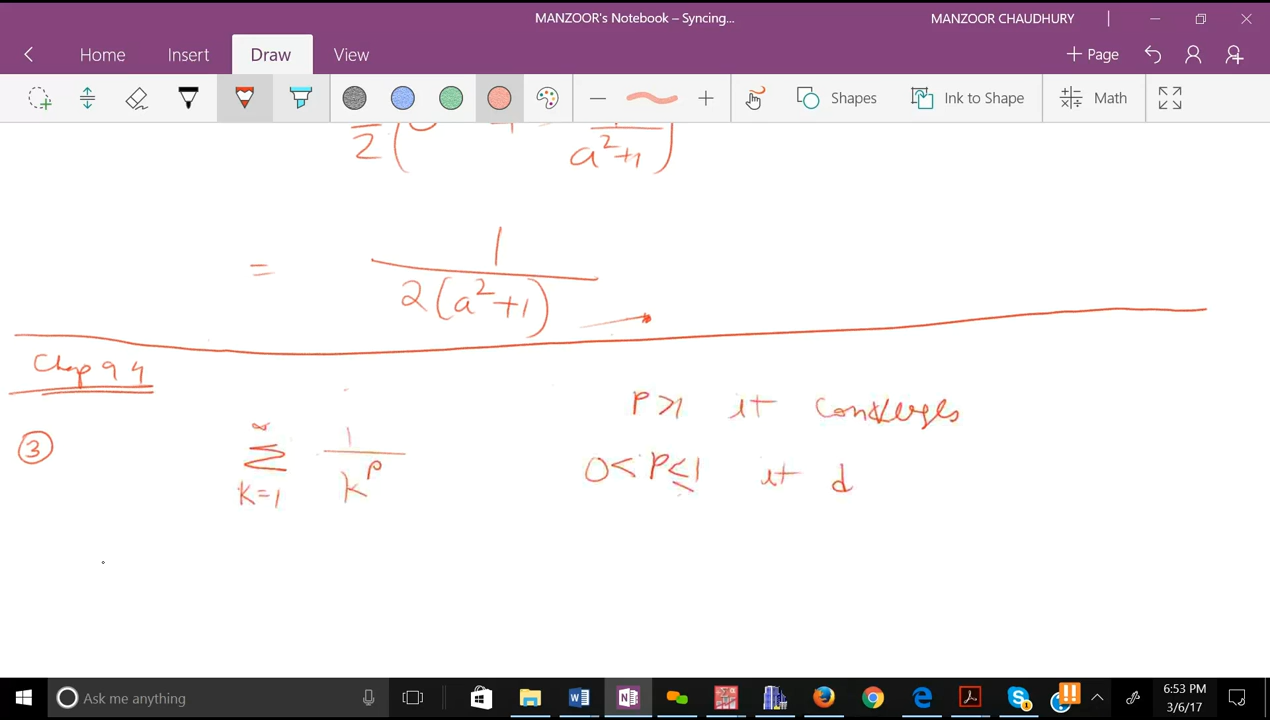 MANZOOR's Notebook – Syncing...
MANZOOR CHAUDHURY
Home Insert Draw View
Page
Shapes Ink to Shape Math
2( a²+1)
= 1
2(a²+1)
Chap 9 4
P>1 it converges
③ ∞ Σ K=1 1 K^P
0<P≤1 it d
Ask me anything
6:53 PM
3/6/17